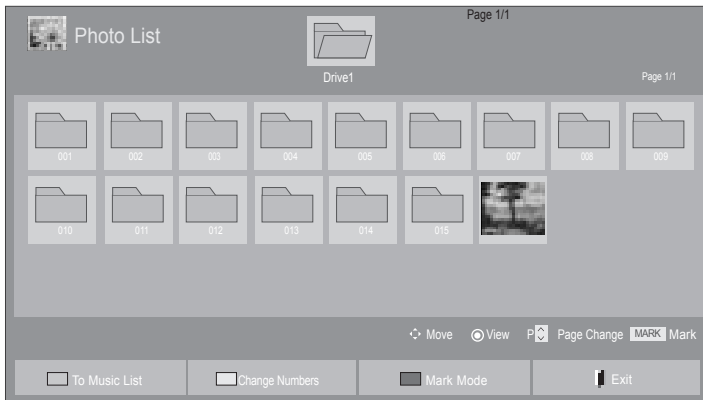 Page 1/1
Photo List
Drive1
Page 1/1
001 002 003 004 005 006 007 008 009
010 011 012 013 014 015
Move View P Page Change MARK Mark
To Music List Change Numbers Mark Mode Exit